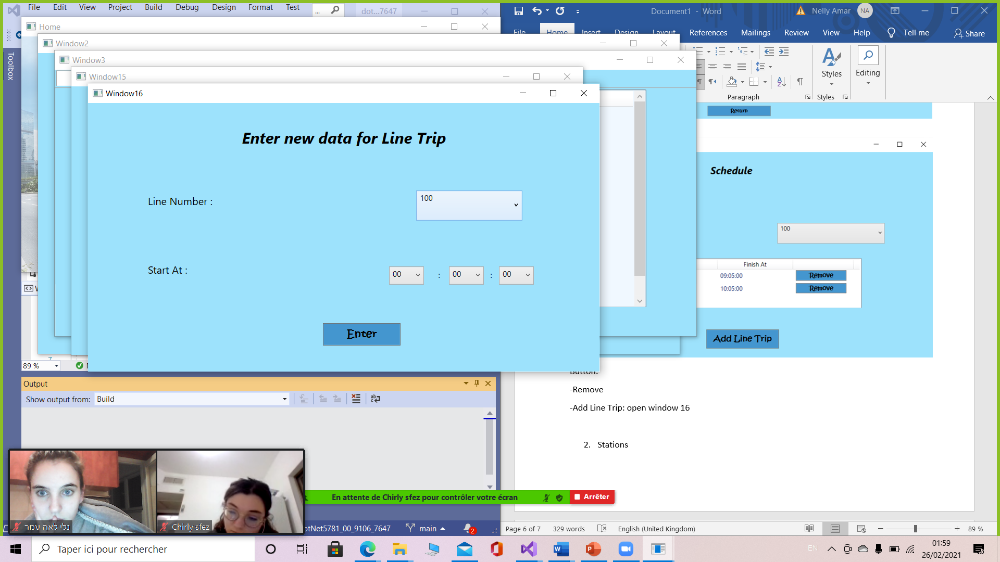 File Edit View Project Build Debug Design Format Test ... dot...7647
Document1 - Word Nelly Amar NA
File Home Insert Design Layout References Mailings Review View Help Tell me Share
Home
Window2
Window3
Window15
Window16
Toolbox
Styles
Editing
Paragraph
Styles
Return
Enter new data for Line Trip
Line Number :
100
Start At :
00 : 00 : 00
Enter
Schedule
100
Finish At
09:05:00 Remove
10:05:00 Remove
Add Line Trip
7
89 %
Button:
-Remove
-Add Line Trip: open window 16
2. Stations
Output
Show output from: Build
En attente de Chirly sfez pour contrôler votre écran
Arrêter
נלי לאה עמר
Chirly sfez
otNet5781_00_9106_7647 main 2
Page 6 of 7 329 words English (United Kingdom) 89 %
Taper ici pour rechercher
EN
01:59
26/02/2021